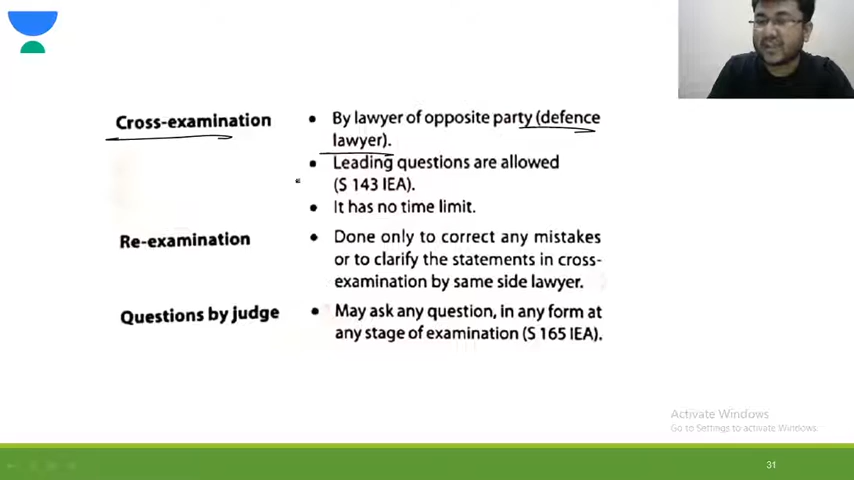 Cross-examination
• By lawyer of opposite party (defence
lawyer).
• Leading questions are allowed
(S 143 IEA).
• It has no time limit.
Re-examination
• Done only to correct any mistakes
or to clarify the statements in cross-
examination by same side lawyer.
Questions by judge
• May ask any question, in any form at
any stage of examination (S 165 IEA).
Activate Windows
Go to Settings to activate Windows.
31